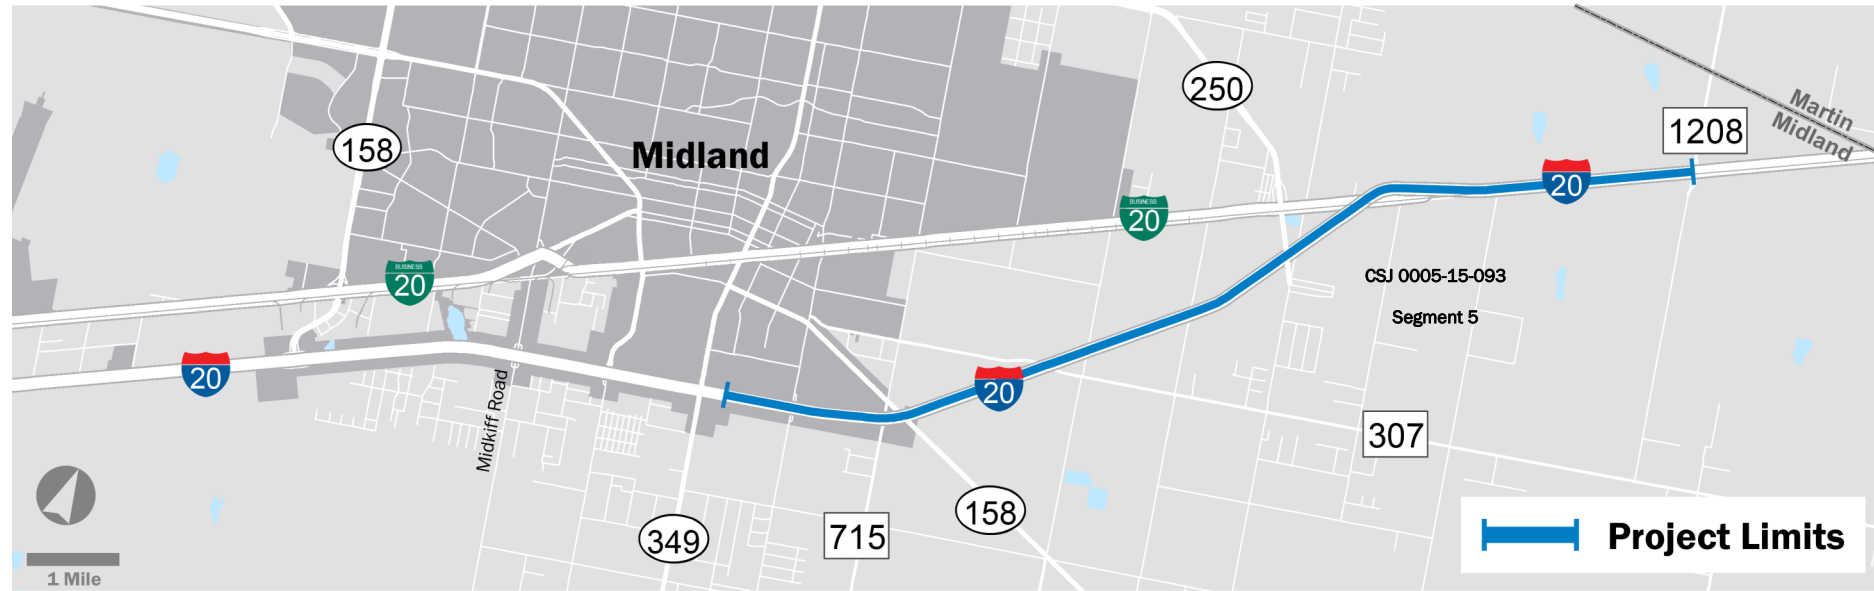 Martin
Midland
250
1208
158
Midland
20
BUSINESS
20
BUSINESS
20
CSJ 0005-15-093
Segment 5
20
20
Midkiff Road
307
158
715
349
1 Mile
Project Limits